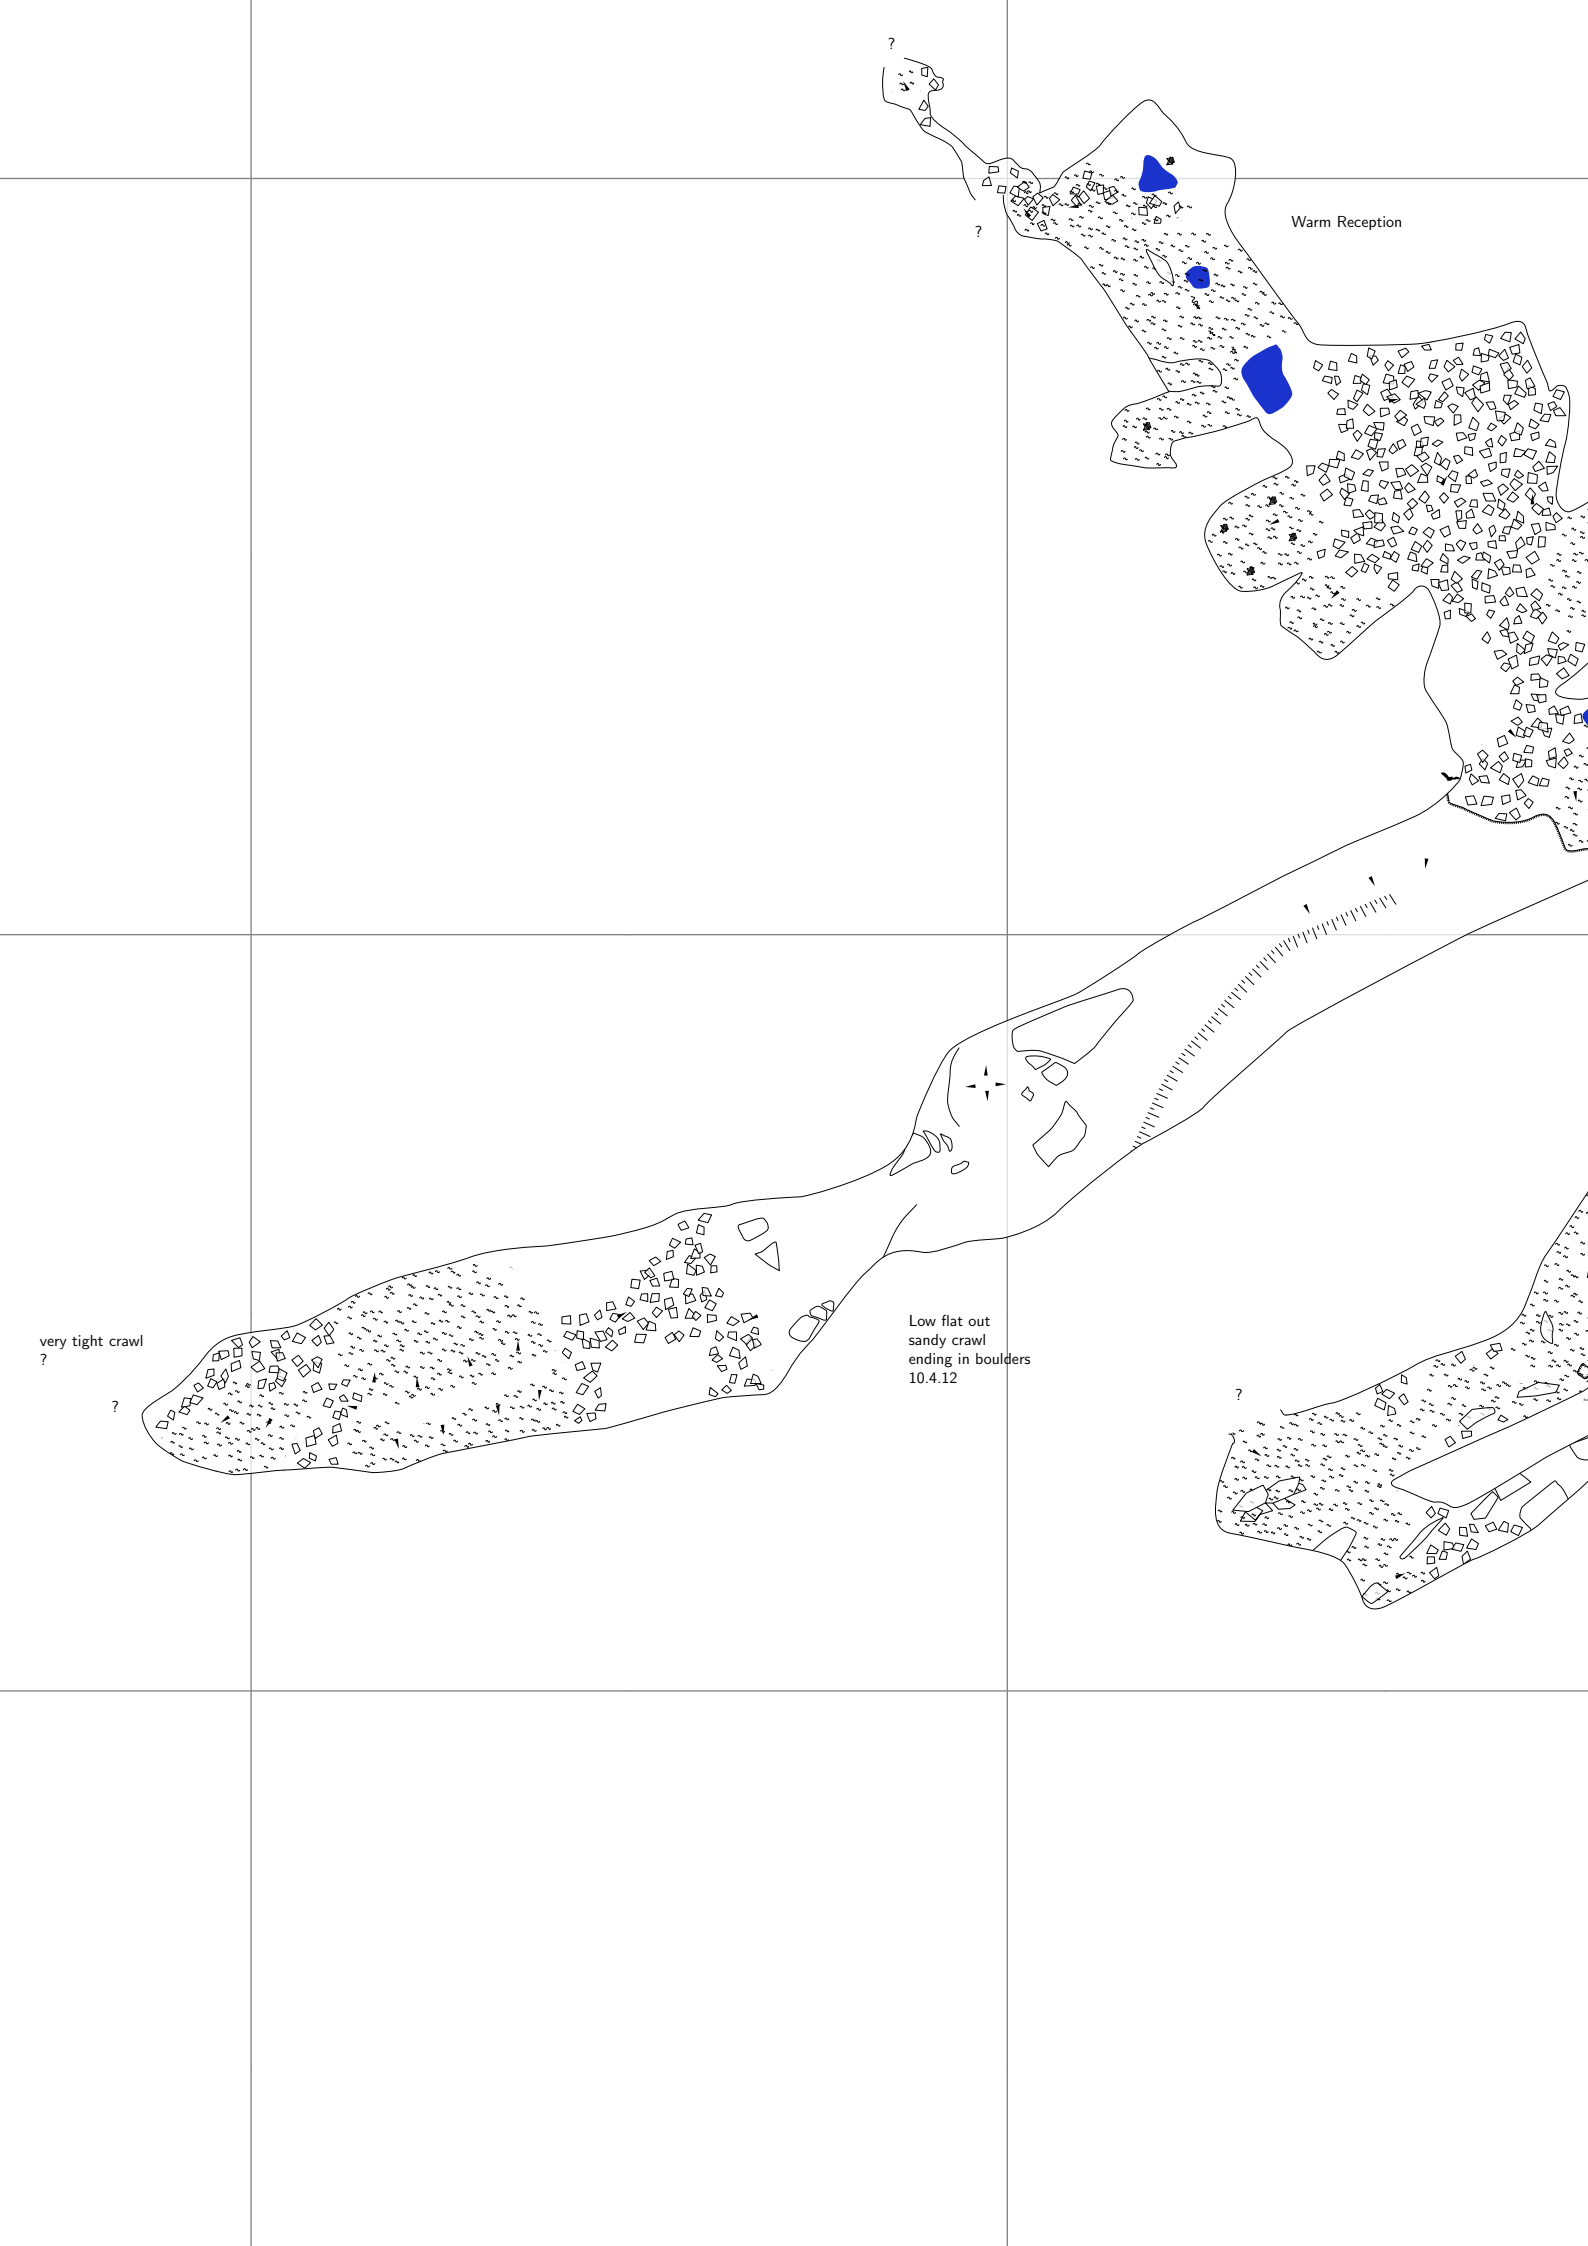 ?
Warm Reception
?
very tight crawl
?
?
Low flat out
sandy crawl
ending in boulders
10.4.12
?